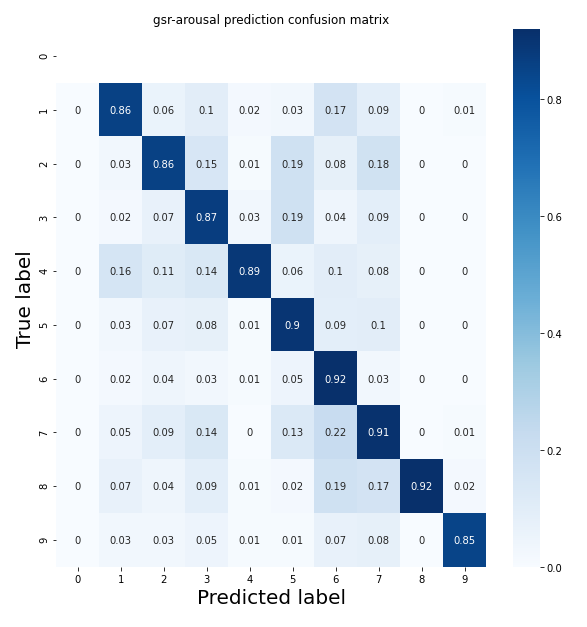 gsr-arousal prediction confusion matrix
0
1 0 0.86 0.06 0.1 0.02 0.03 0.17 0.09 0 0.01
2 0 0.03 0.86 0.15 0.01 0.19 0.08 0.18 0 0
3 0 0.02 0.07 0.87 0.03 0.19 0.04 0.09 0 0
4 0 0.16 0.11 0.14 0.89 0.06 0.1 0.08 0 0
5 0 0.03 0.07 0.08 0.01 0.9 0.09 0.1 0 0
6 0 0.02 0.04 0.03 0.01 0.05 0.92 0.03 0 0
7 0 0.05 0.09 0.14 0 0.13 0.22 0.91 0 0.01
8 0 0.07 0.04 0.09 0.01 0.02 0.19 0.17 0.92 0.02
9 0 0.03 0.03 0.05 0.01 0.01 0.07 0.08 0 0.85
0 1 2 3 4 5 6 7 8 9
True label
Predicted label
0.8
0.6
0.4
0.2
0.0